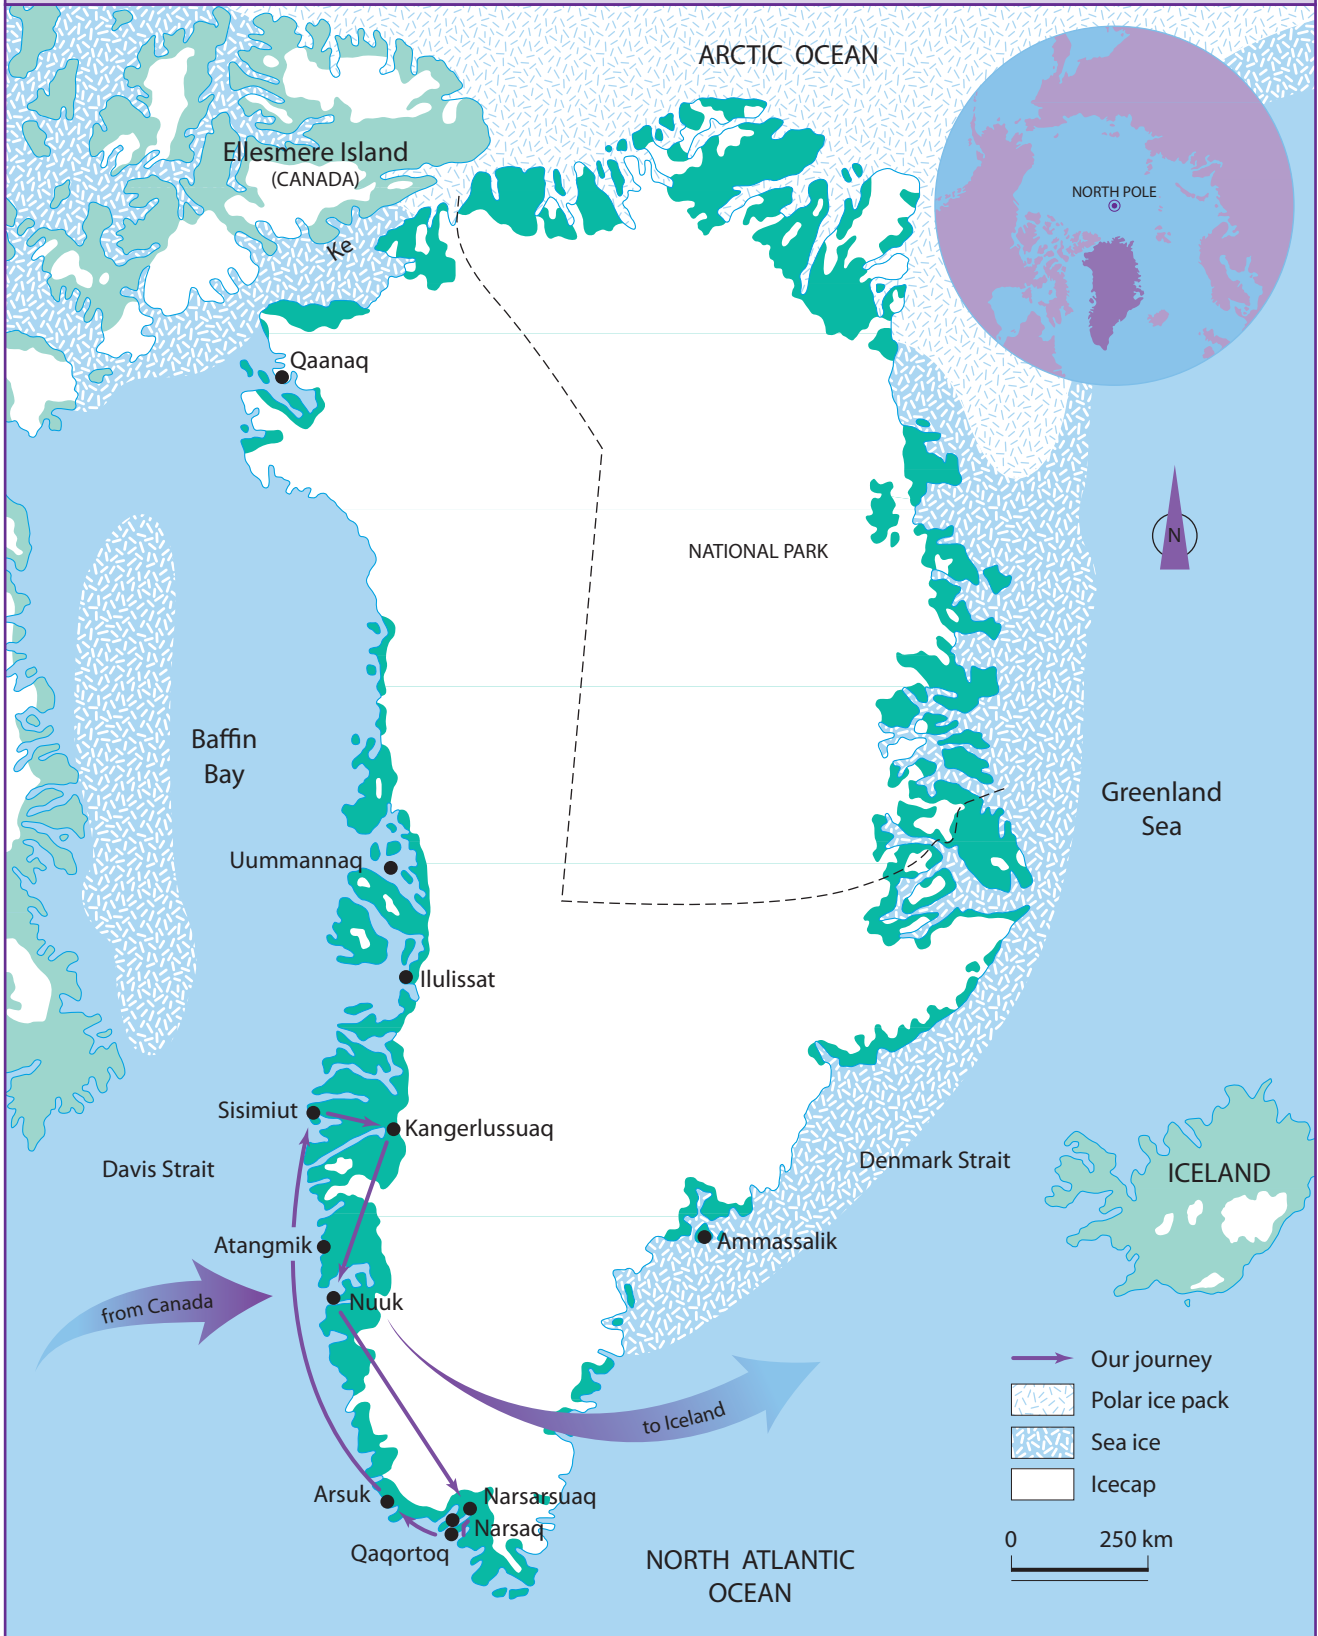 ARCTIC OCEAN
Ellesmere Island
(CANADA)
NORTH POLE
Ke
Qaanaq
N
NATIONAL PARK
Baffin
Bay
Greenland
Sea
Uummannaq
Ilulissat
Sisimiut
Kangerlussuaq
Davis Strait
Denmark Strait
ICELAND
Atangmik
Ammassalik
from Canada
Nuuk
to Iceland
Our journey
Polar ice pack
Sea ice
Icecap
Arsuk
Narsarsuaq
Narsaq
Qaqortoq
0 250 km
NORTH ATLANTIC
OCEAN